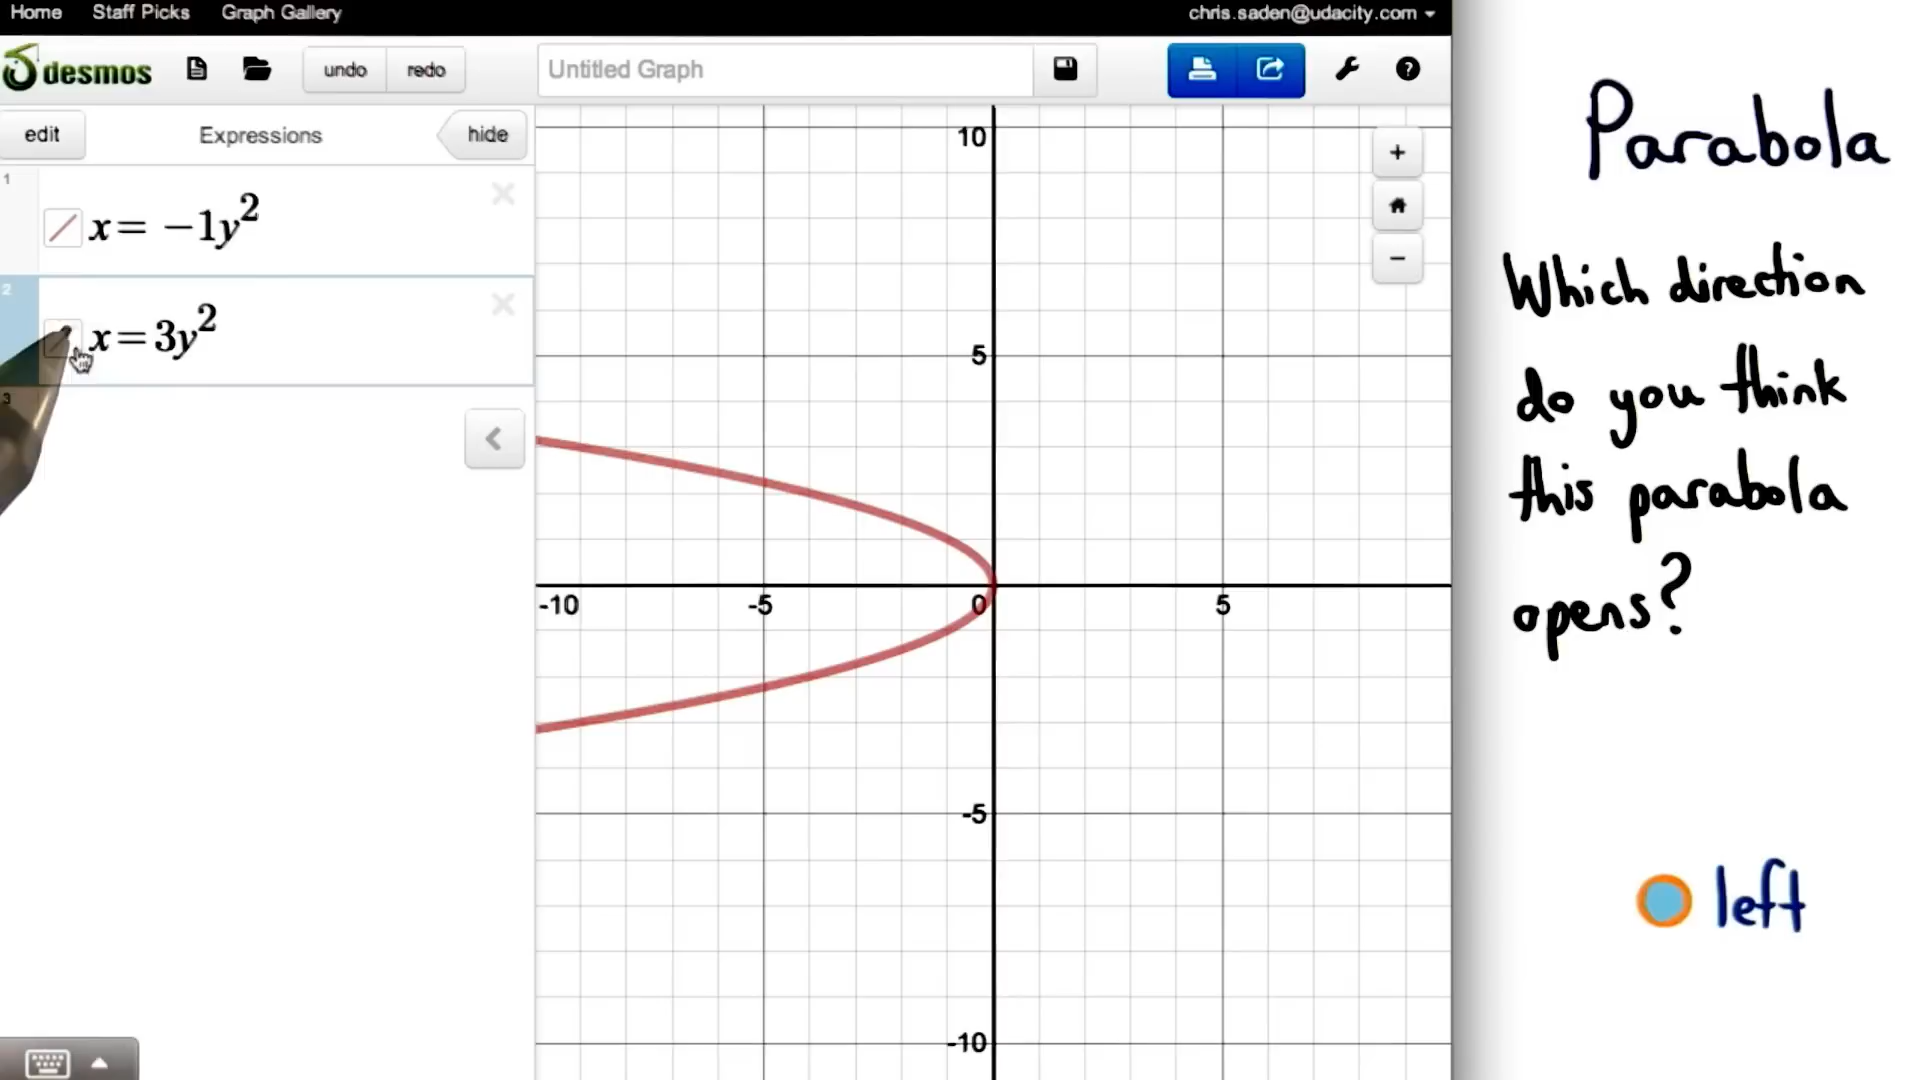 Home Staff Picks Graph Gallery chris.saden@udacity.com
desmos undo redo Untitled Graph
edit Expressions hide
1
x = −1y²
2
x = 3y²
3
10
5
-10 -5 0 5
-5
-10
+
−
Parabola
Which direction
do you think
this parabola
opens?
left